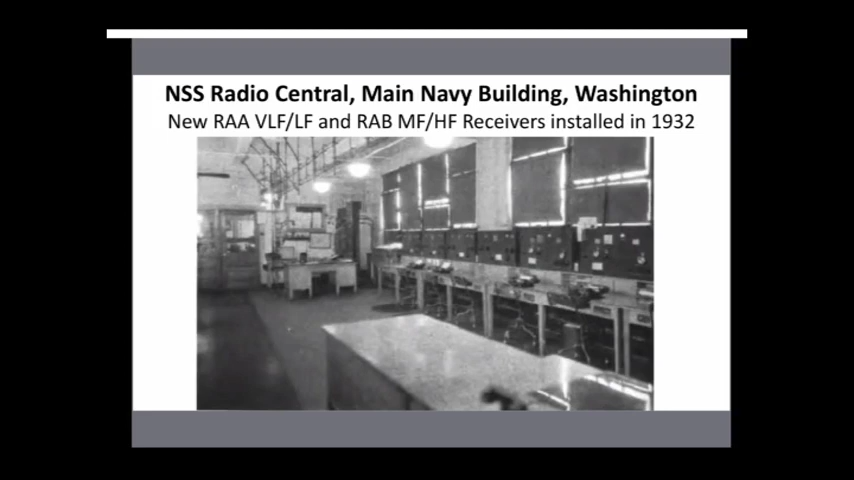 NSS Radio Central, Main Navy Building, Washington
New RAA VLF/LF and RAB MF/HF Receivers installed in 1932